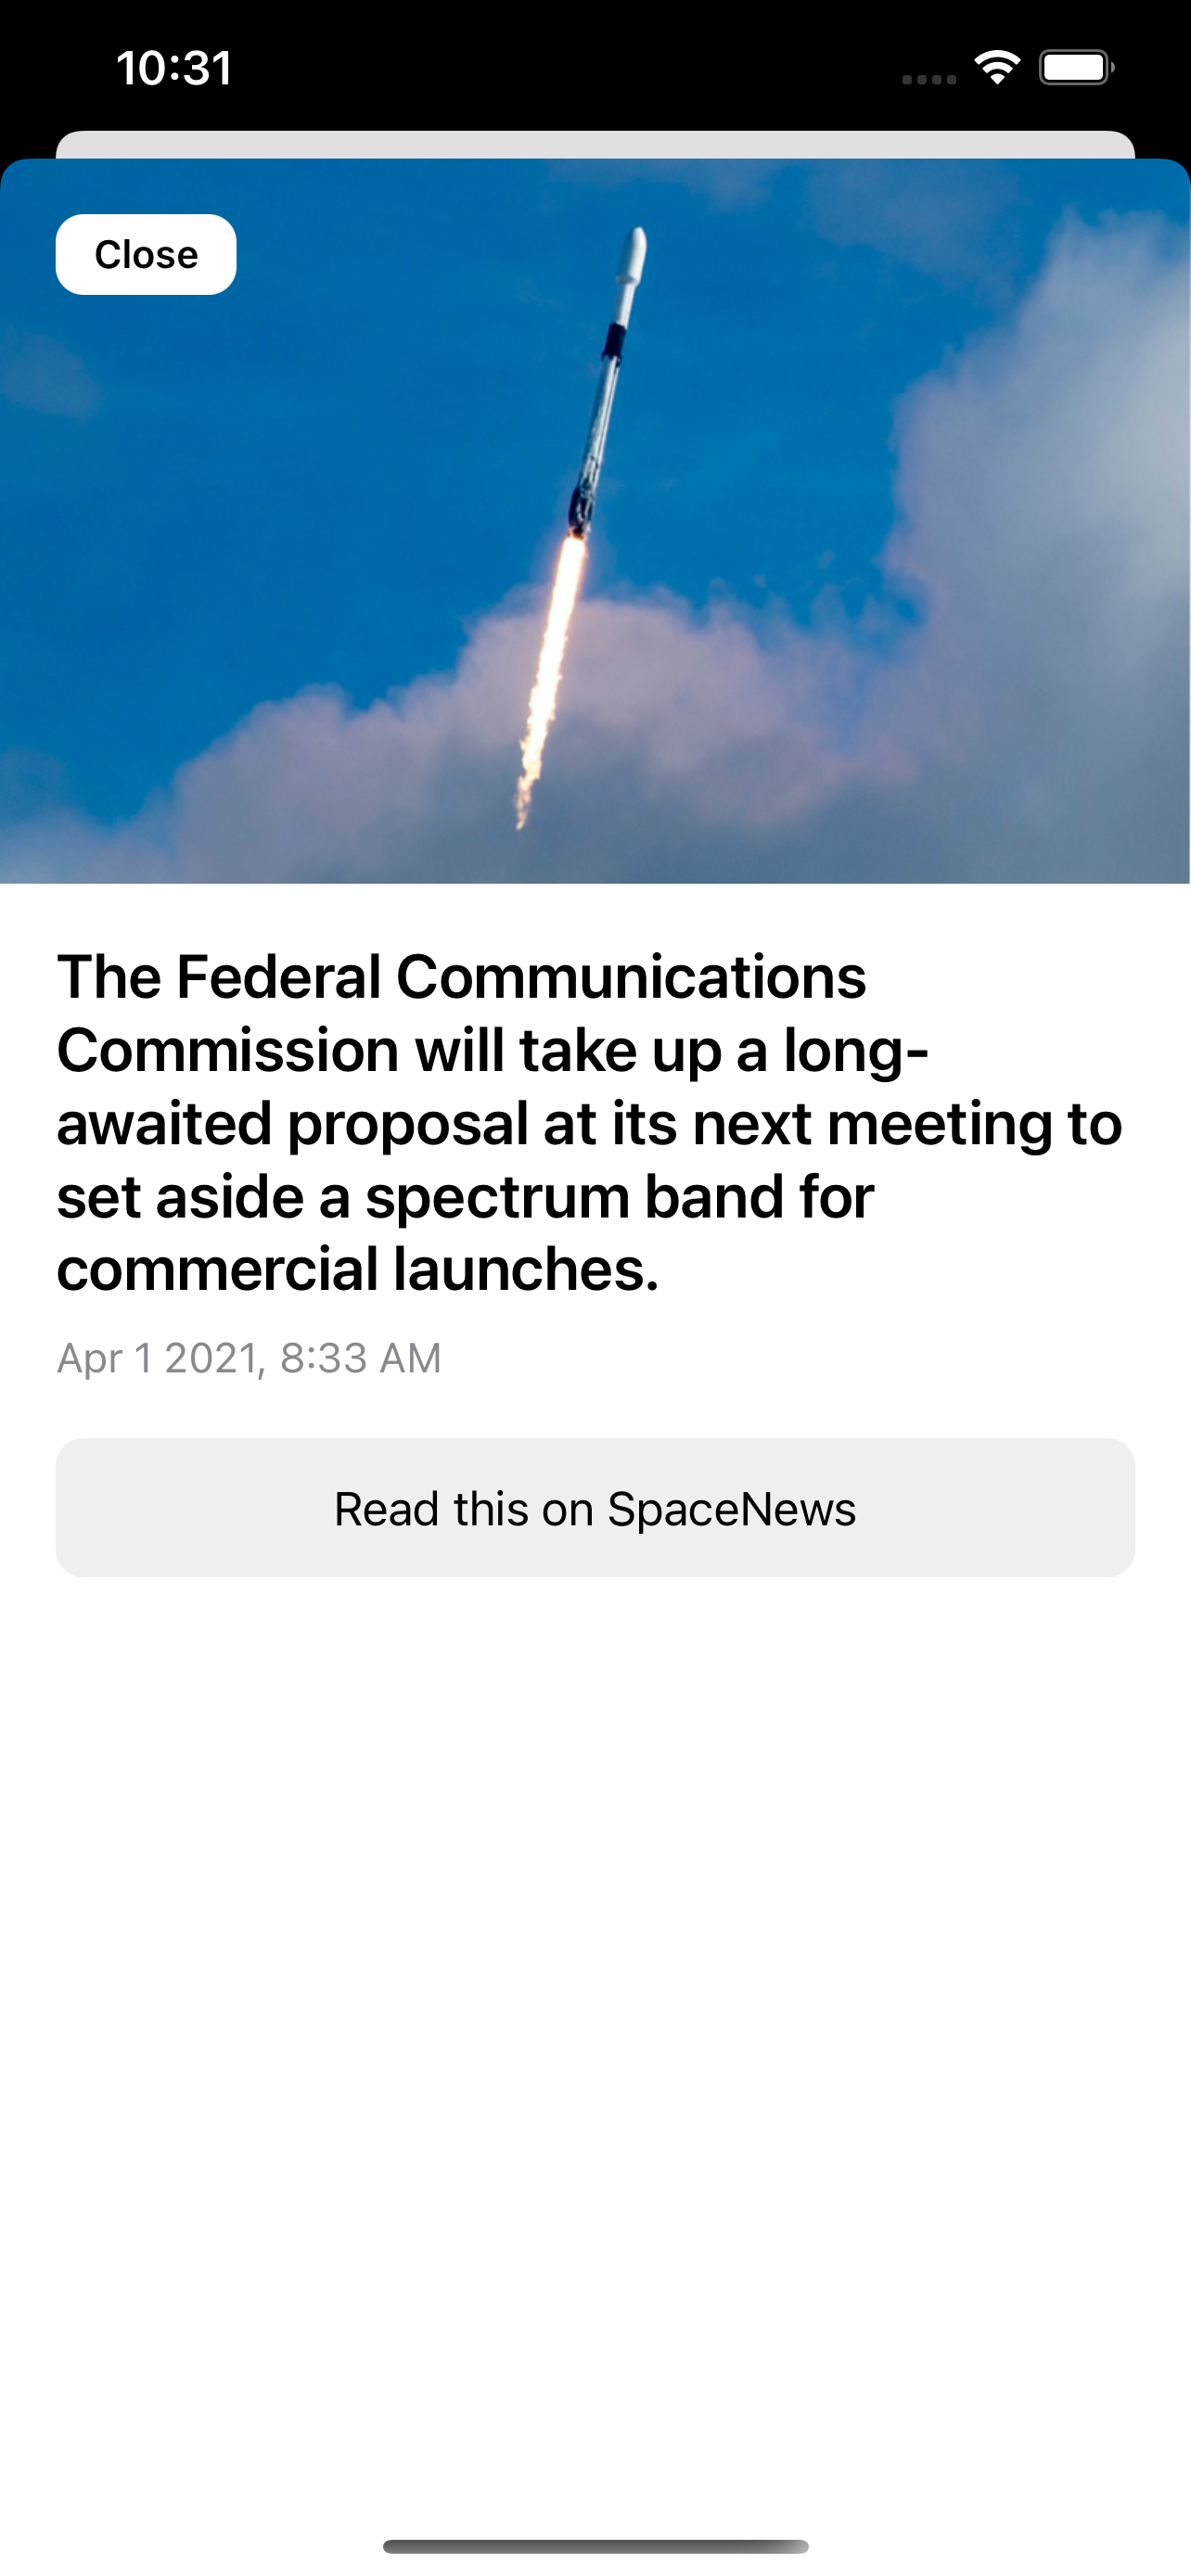 10:31
Close
The Federal Communications
Commission will take up a long-
awaited proposal at its next meeting to
set aside a spectrum band for
commercial launches.
Apr 1 2021, 8:33 AM
Read this on SpaceNews